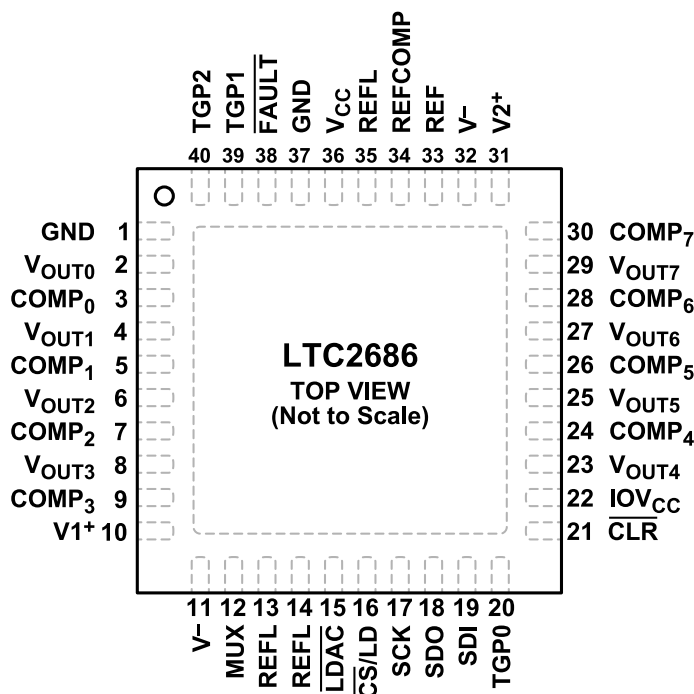 TGP2
TGP1
FAULT
GND
VCC
REFL
REFCOMP
REF
V–
V2+
40 39 38 37 36 35 34 33 32 31
GND 1
VOUT0 2
COMP0 3
VOUT1 4
COMP1 5
VOUT2 6
COMP2 7
VOUT3 8
COMP3 9
V1+ 10
LTC2686
TOP VIEW
(Not to Scale)
30 COMP7
29 VOUT7
28 COMP6
27 VOUT6
26 COMP5
25 VOUT5
24 COMP4
23 VOUT4
22 IOVCC
21 CLR
11 12 13 14 15 16 17 18 19 20
V–
MUX
REFL
REFL
LDAC
CS/LD
SCK
SDO
SDI
TGP0